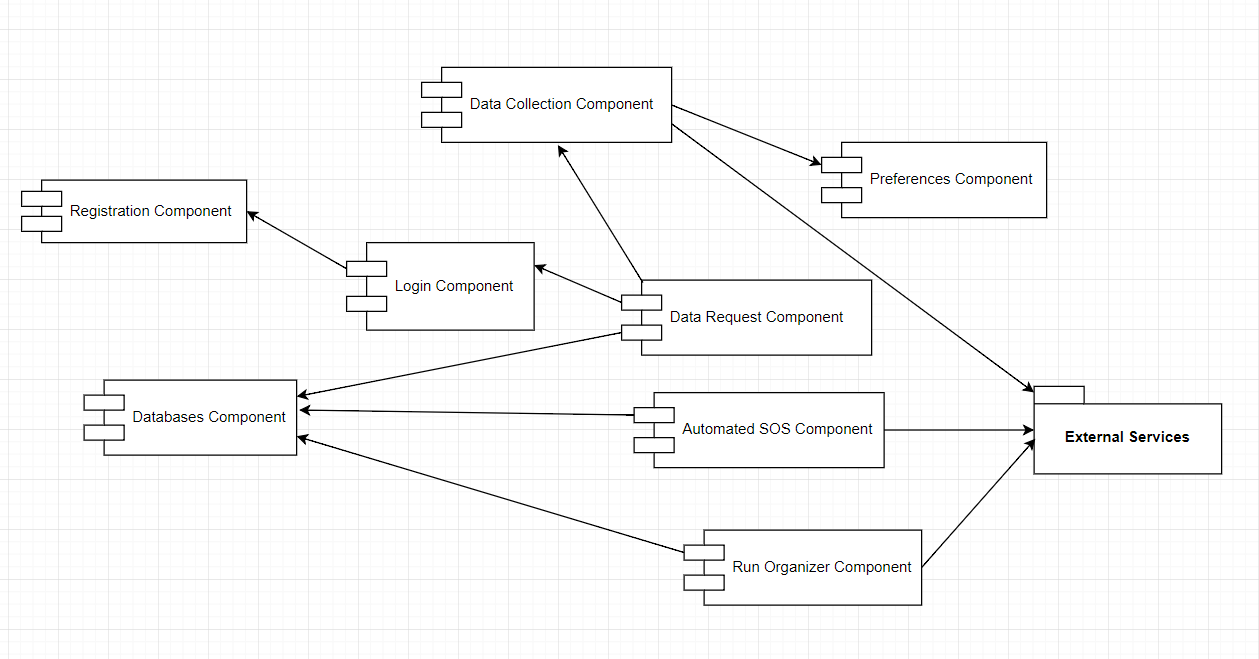 Data Collection Component
Preferences Component
Registration Component
Login Component
Data Request Component
Databases Component
Automated SOS Component
External Services
Run Organizer Component